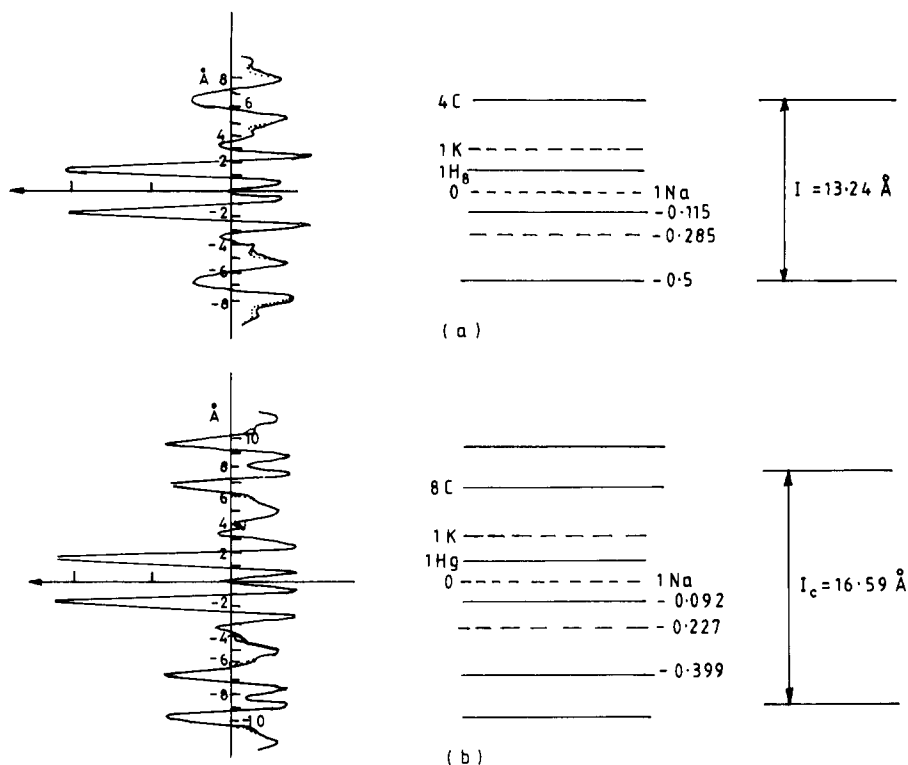 Å
8
6
4
2
-2
-4
-6
-8
4C
1K
1Hg
0
1Na
-0·115
-0·285
-0·5
I = 13·24 Å
(a)
Å
10
8
6
4
2
-2
-4
-6
-8
-10
8C
1K
1Hg
0
1Na
-0·092
-0·227
-0·399
Ic = 16·59 Å
(b)